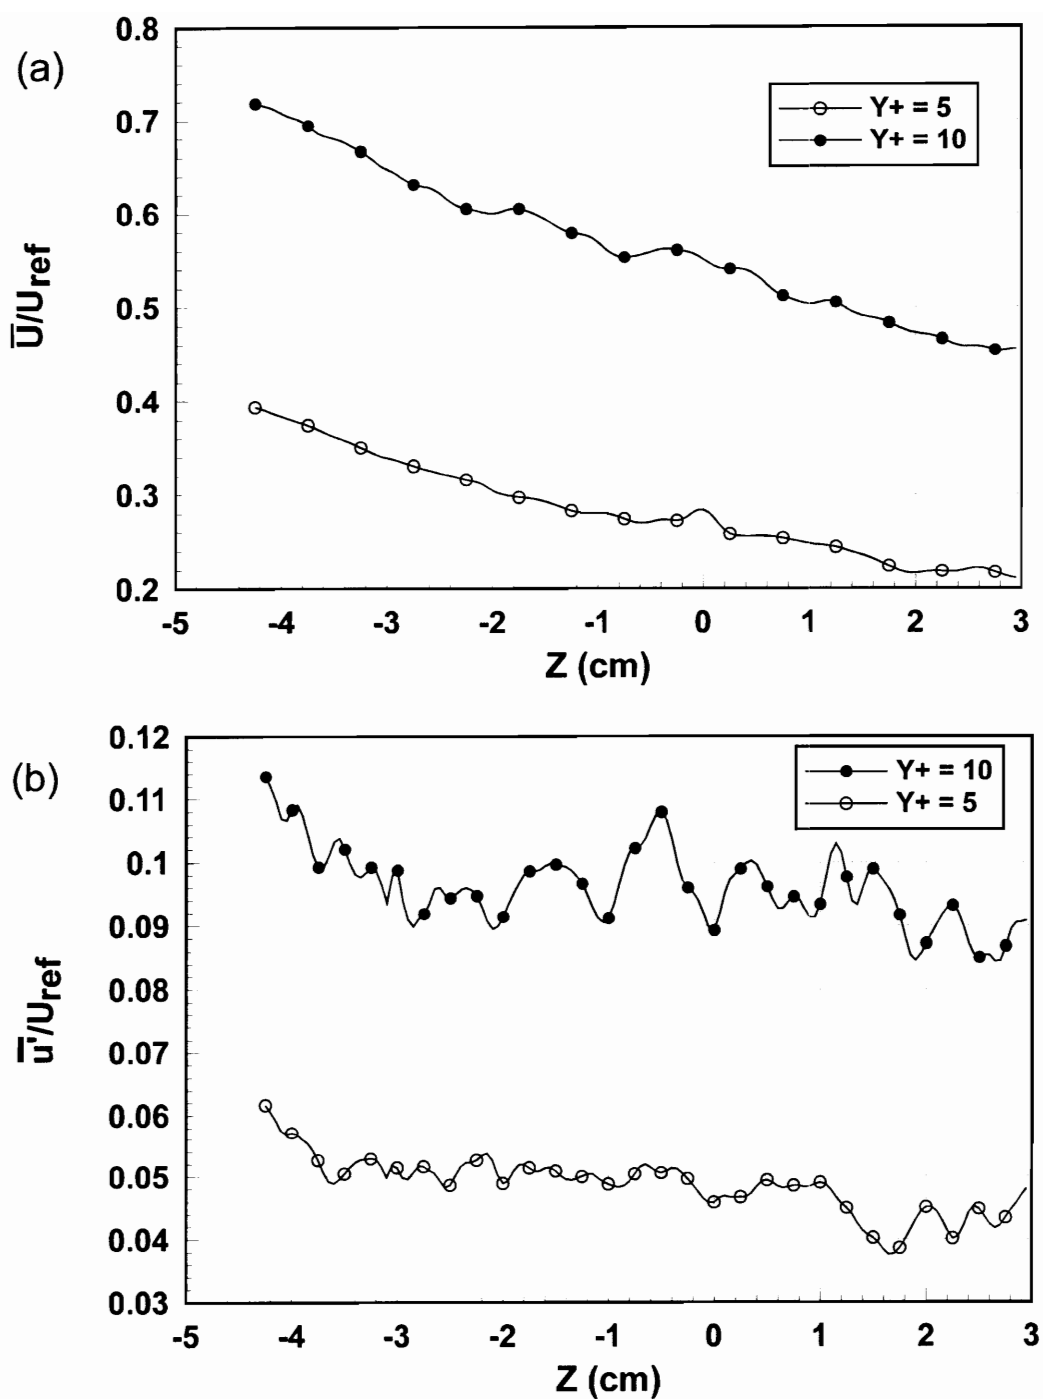 (a)
0.8
0.7
0.6
0.5
0.4
0.3
0.2
U̅/Uref
Y+ = 5
Y+ = 10
-5 -4 -3 -2 -1 0 1 2 3
Z (cm)
(b)
0.12
0.11
0.1
0.09
0.08
0.07
0.06
0.05
0.04
0.03
u̅'/Uref
Y+ = 10
Y+ = 5
-5 -4 -3 -2 -1 0 1 2 3
Z (cm)